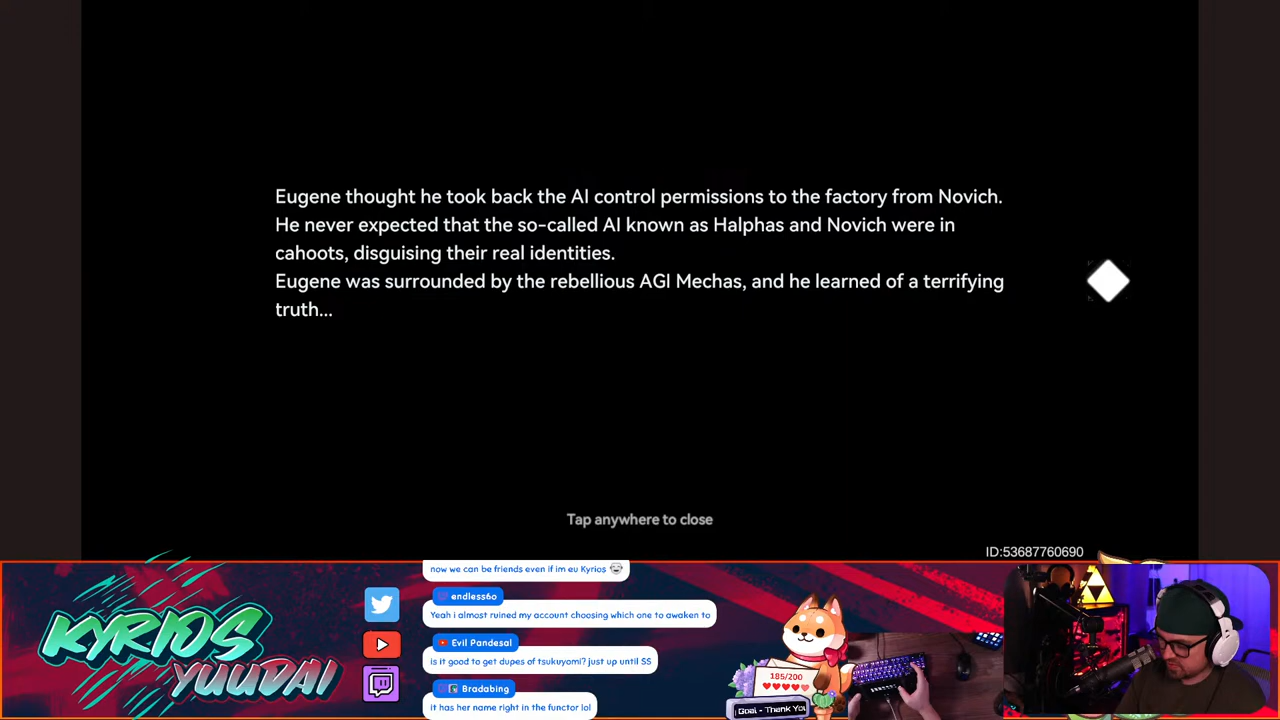 Eugene thought he took back the AI control permissions to the factory from Novich.
He never expected that the so-called AI known as Halphas and Novich were in
cahoots, disguising their real identities.
Eugene was surrounded by the rebellious AGI Mechas, and he learned of a terrifying
truth...
Tap anywhere to close
ID:53687760690
KYRIOS
YUUDAI
now we can be friends even if im eu Kyrios
endless6o
Yeah i almost ruined my account choosing which one to awaken to
Evil Pandesal
is it good to get dupes of tsukuyomi? just up until SS
Bradabing
it has her name right in the functor lol
185/200
Goal - Thank You